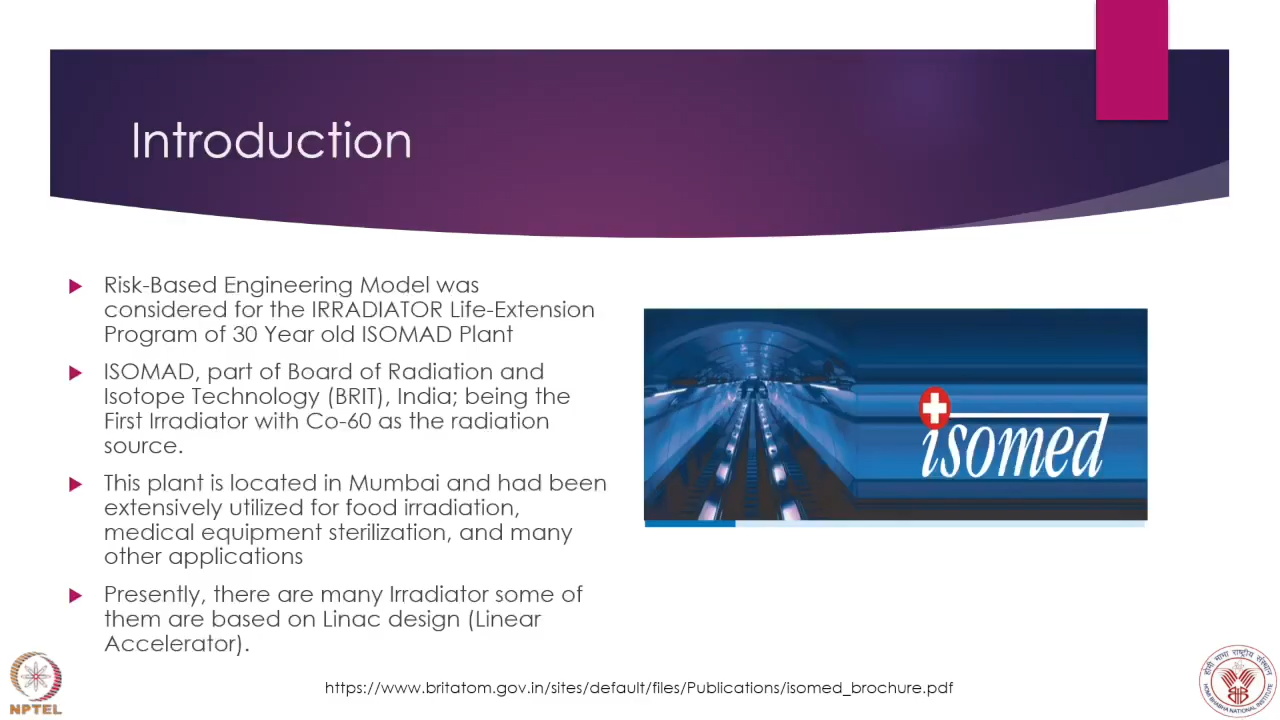 Introduction
Risk-Based Engineering Model was
considered for the IRRADIATOR Life-Extension
Program of 30 Year old ISOMAD Plant
ISOMAD, part of Board of Radiation and
Isotope Technology (BRIT), India; being the
First Irradiator with Co-60 as the radiation
source.
This plant is located in Mumbai and had been
extensively utilized for food irradiation,
medical equipment sterilization, and many
other applications
Presently, there are many Irradiator some of
them are based on Linac design (Linear
Accelerator).
isomed
https://www.britatom.gov.in/sites/default/files/Publications/isomed_brochure.pdf
NPTEL
होमी भाभा राष्ट्रीय संस्थान
HOMI BHABHA NATIONAL INSTITUTE